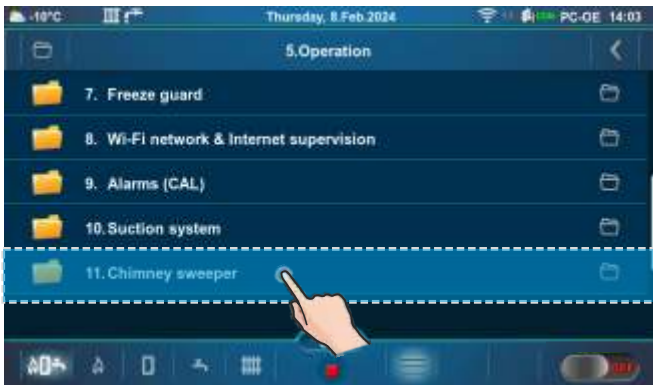 -10°C Thursday, 8.Feb.2024 PC-OE 14:03
5.Operation
7. Freeze guard
8. Wi-Fi network & Internet supervision
9. Alarms (CAL)
10.Suction system
11.Chimney sweeper
OFF